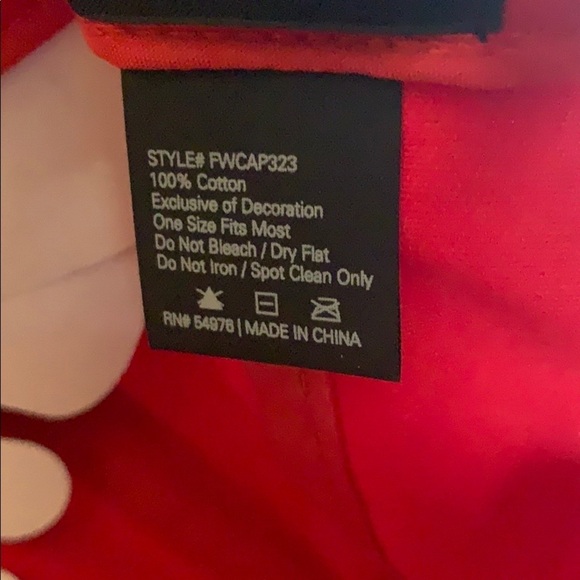 STYLE# FWCAP323
100% Cotton
Exclusive of Decoration
One Size Fits Most
Do Not Bleach / Dry Flat
Do Not Iron / Spot Clean Only
RN# 54976 | MADE IN CHINA